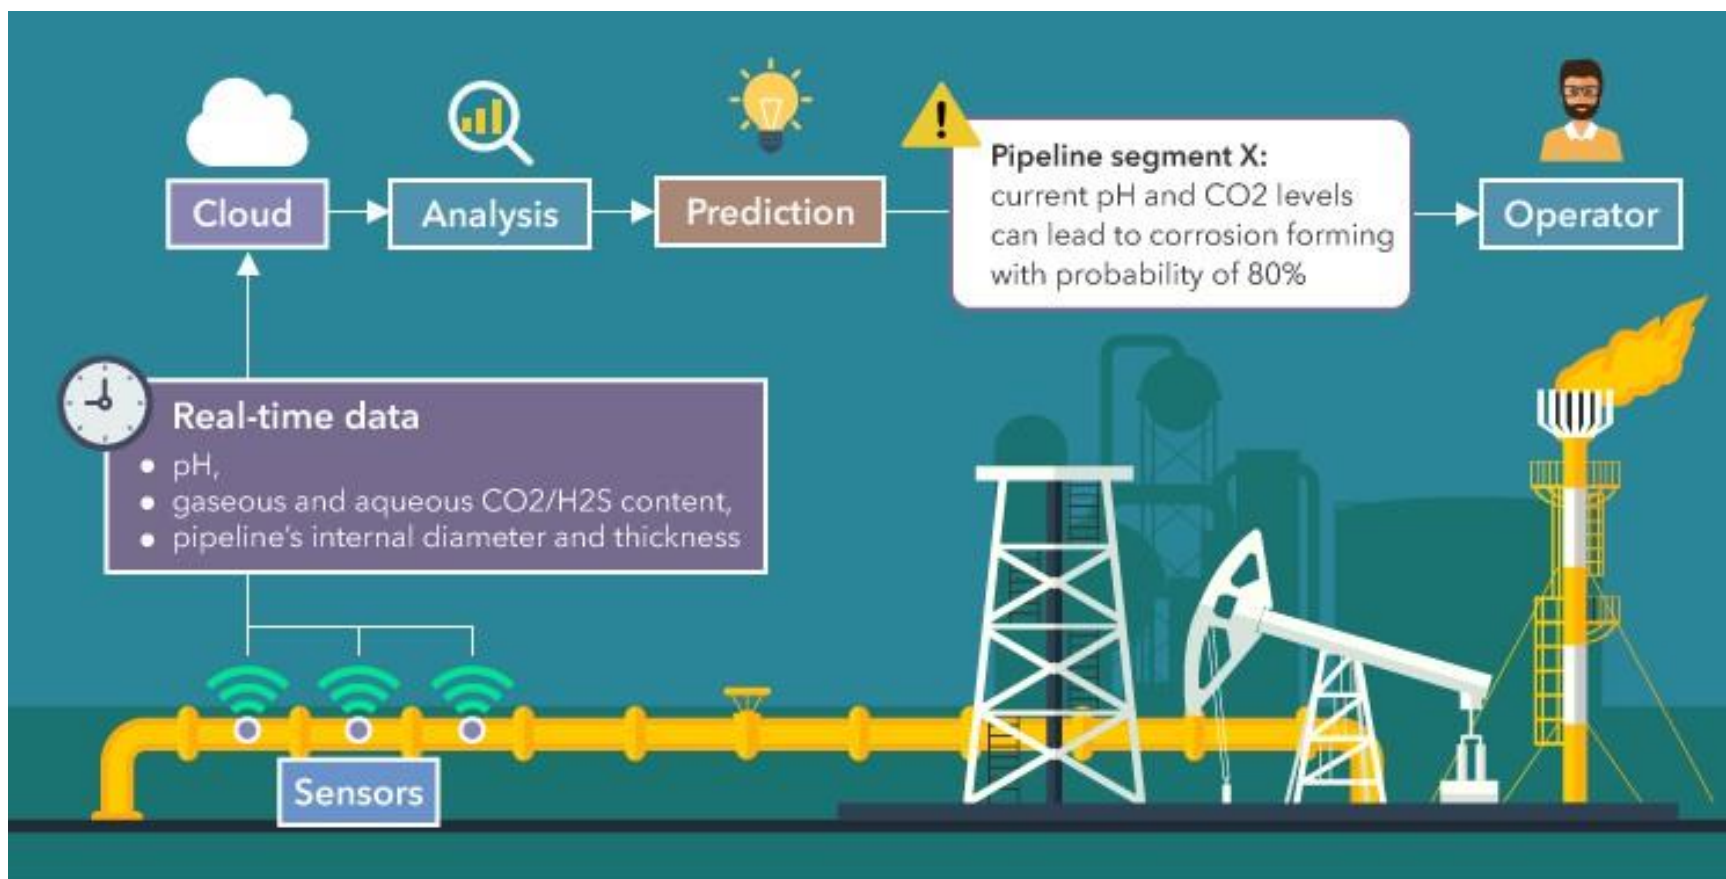 Cloud
Analysis
Prediction
!
Pipeline segment X:
current pH and CO2 levels
can lead to corrosion forming
with probability of 80%
Operator
Real-time data
• pH,
• gaseous and aqueous CO2/H2S content,
• pipeline's internal diameter and thickness
Sensors